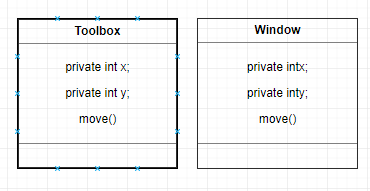 Toolbox
private int x;
private int y;
move()
Window
private intx;
private inty;
move()